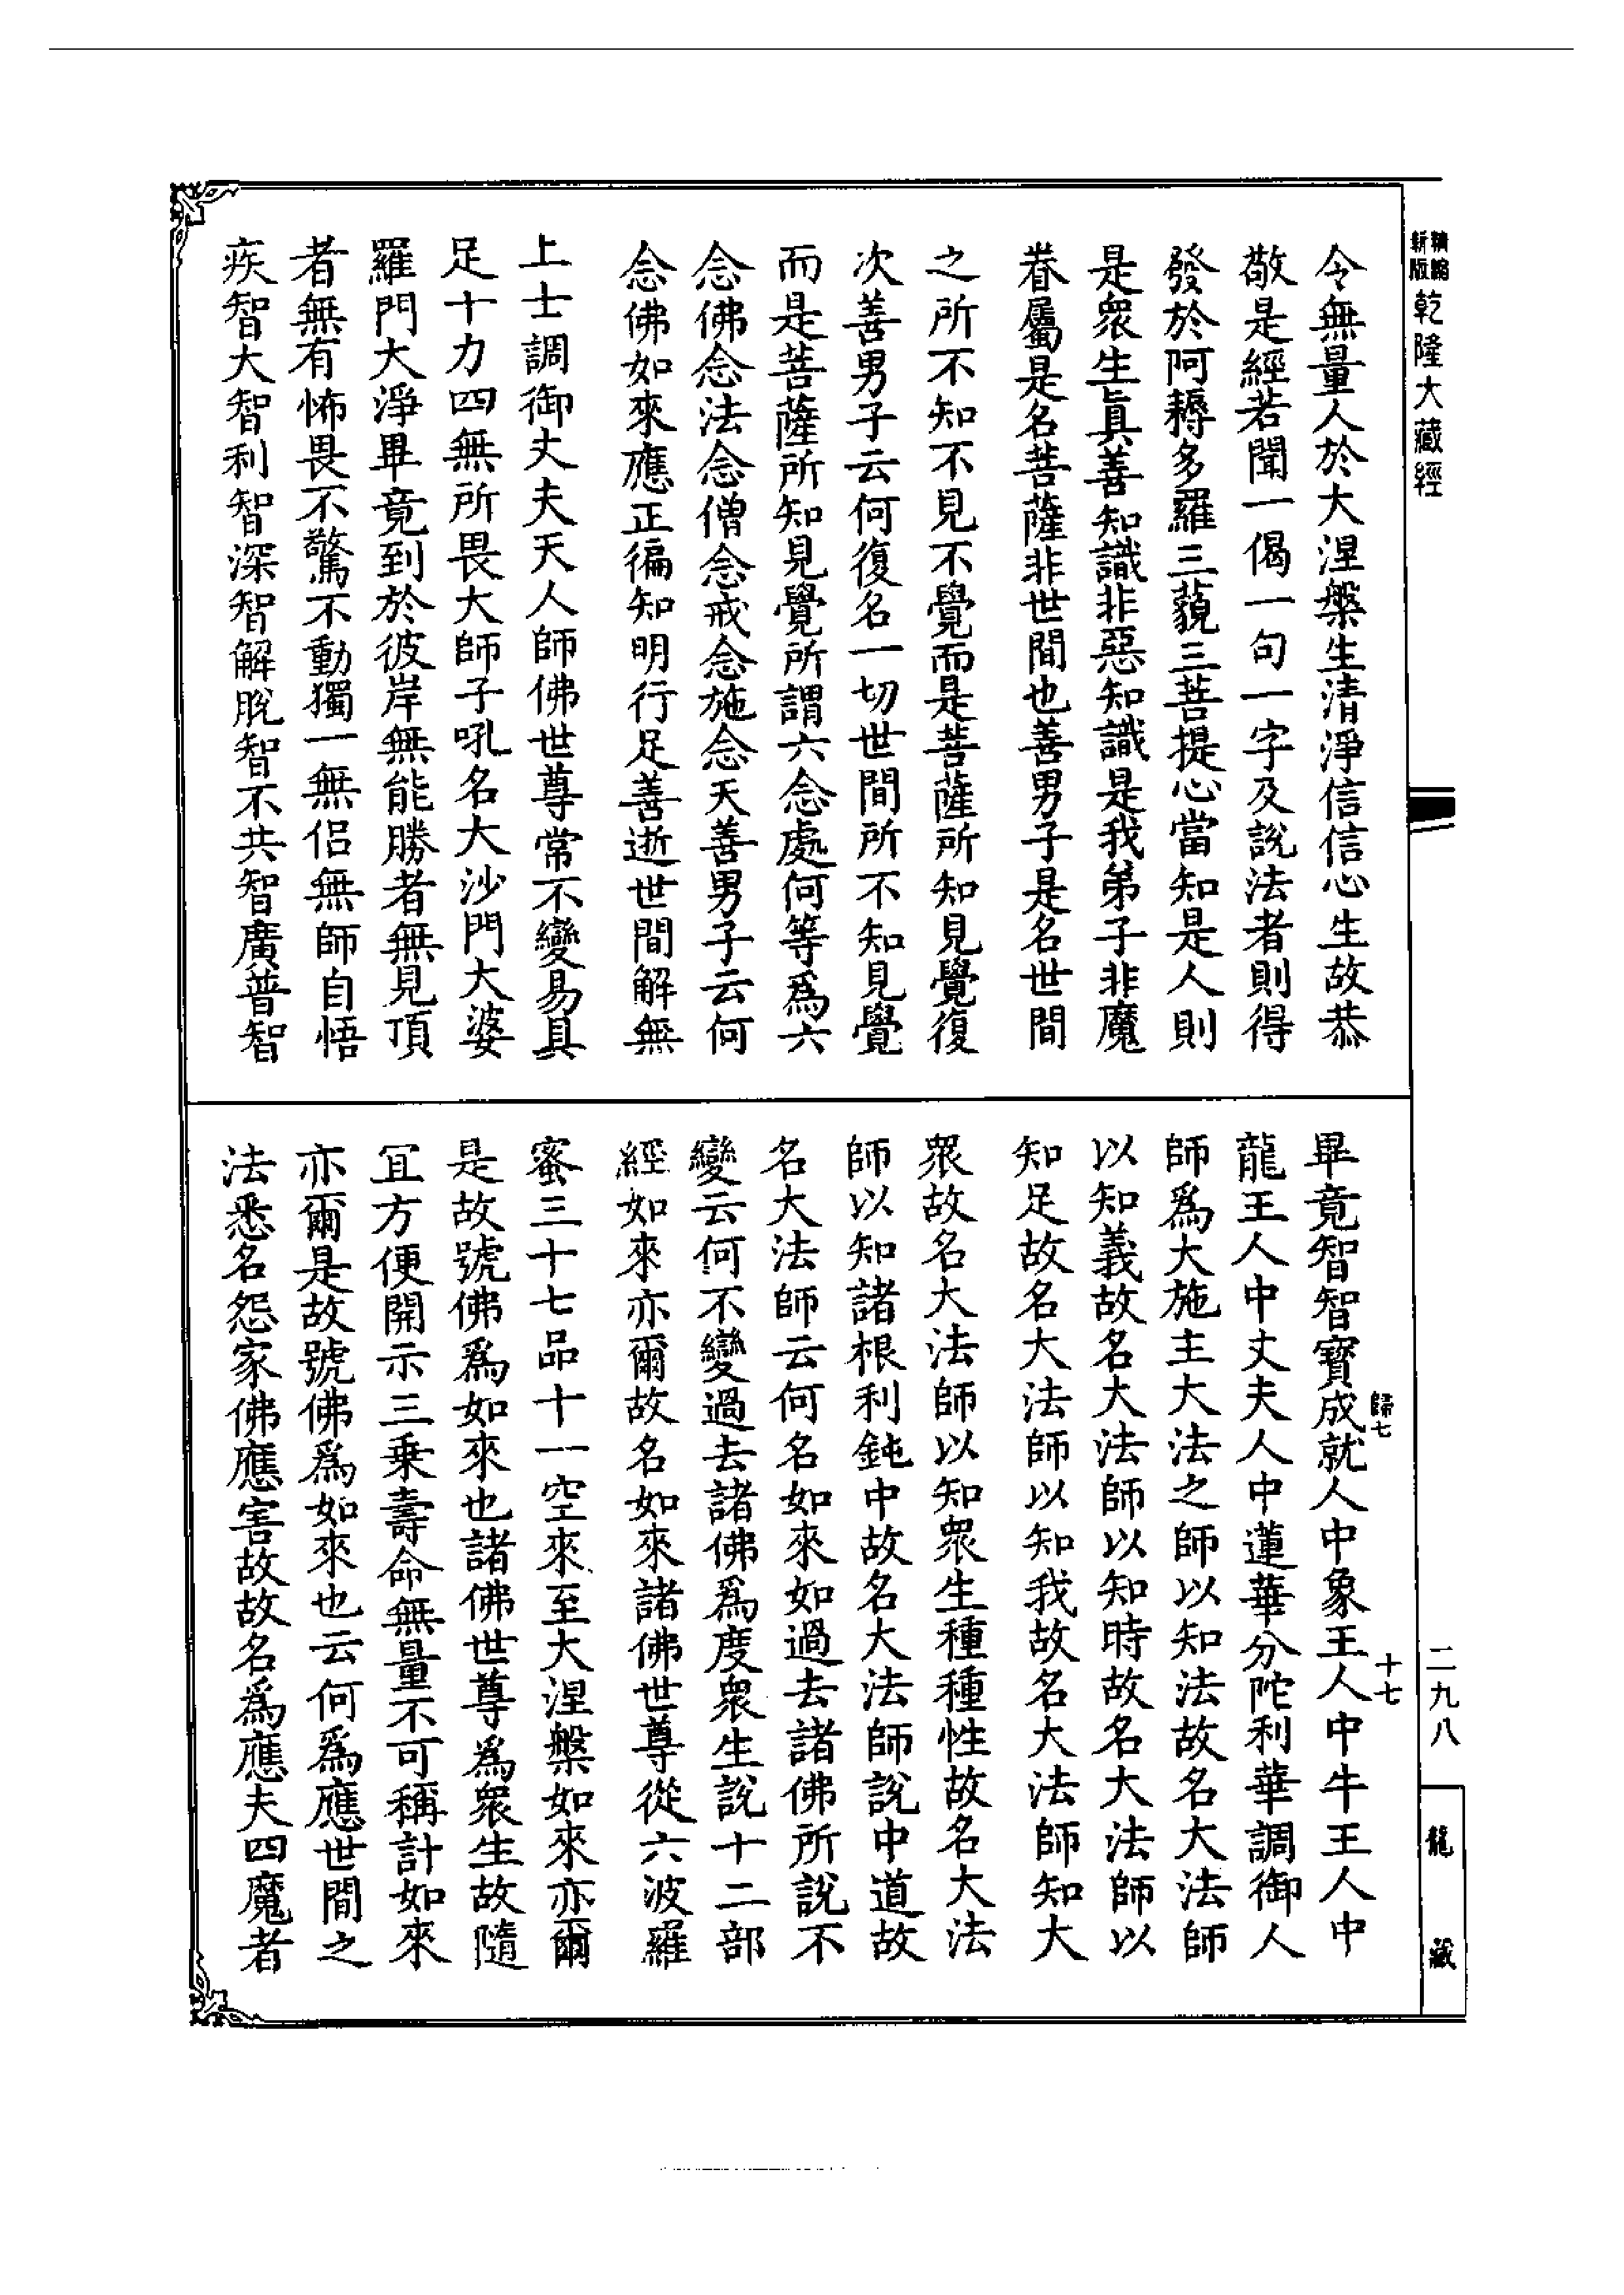 新版精縮乾隆大藏經
令無量人於大涅槃生清淨信信心生故恭
敬是經若聞一偈一句一字及說法者則得
發於阿耨多羅三藐三菩提心當知是人則
是眾生真善知識非惡知識是我弟子非魔
眷屬是名菩薩非世間也善男子是名世間
之所不知不見不覺而是菩薩所知見覺復
次善男子云何復名一切世間所不知見覺
而是菩薩所知見覺所謂六念處何等為六
念佛念法念僧念戒念施念天善男子云何
念佛如來應正徧知明行足善逝世間解無
上士調御丈夫天人師佛世尊常不變易具
足十力四無所畏大師子吼名大沙門大婆
羅門大淨畢竟到於彼岸無能勝者無見頂
者無有怖畏不驚不動獨一無侶無師自悟
疾智大智利智深智解脫智不共智廣普智
畢竟智智寶成就人中象王人中牛王人中
龍王人中丈夫人中蓮華分陀利華調御人
師為大施主大法之師以知法故名大法師
以知義故名大法師以知時故名大法師以
知足故名大法師以知我故名大法師知大
眾故名大法師以知眾生種種性故名大法
師以知諸根利鈍中故名大法師說中道故
名大法師云何名如來如過去諸佛所說不
變云何不變過去諸佛為度眾生說十二部
經如來亦爾故名如來諸佛世尊從六波羅
蜜三十七品十一空來至大涅槃如來亦爾
是故號佛為如來也諸佛世尊為眾生故隨
宜方便開示三乘壽命無量不可稱計如來
亦爾是故號佛為如來也云何為應世間之
法悉名怨家佛應害故故名為應夫四魔者
歸七
十七
二九八
龍藏